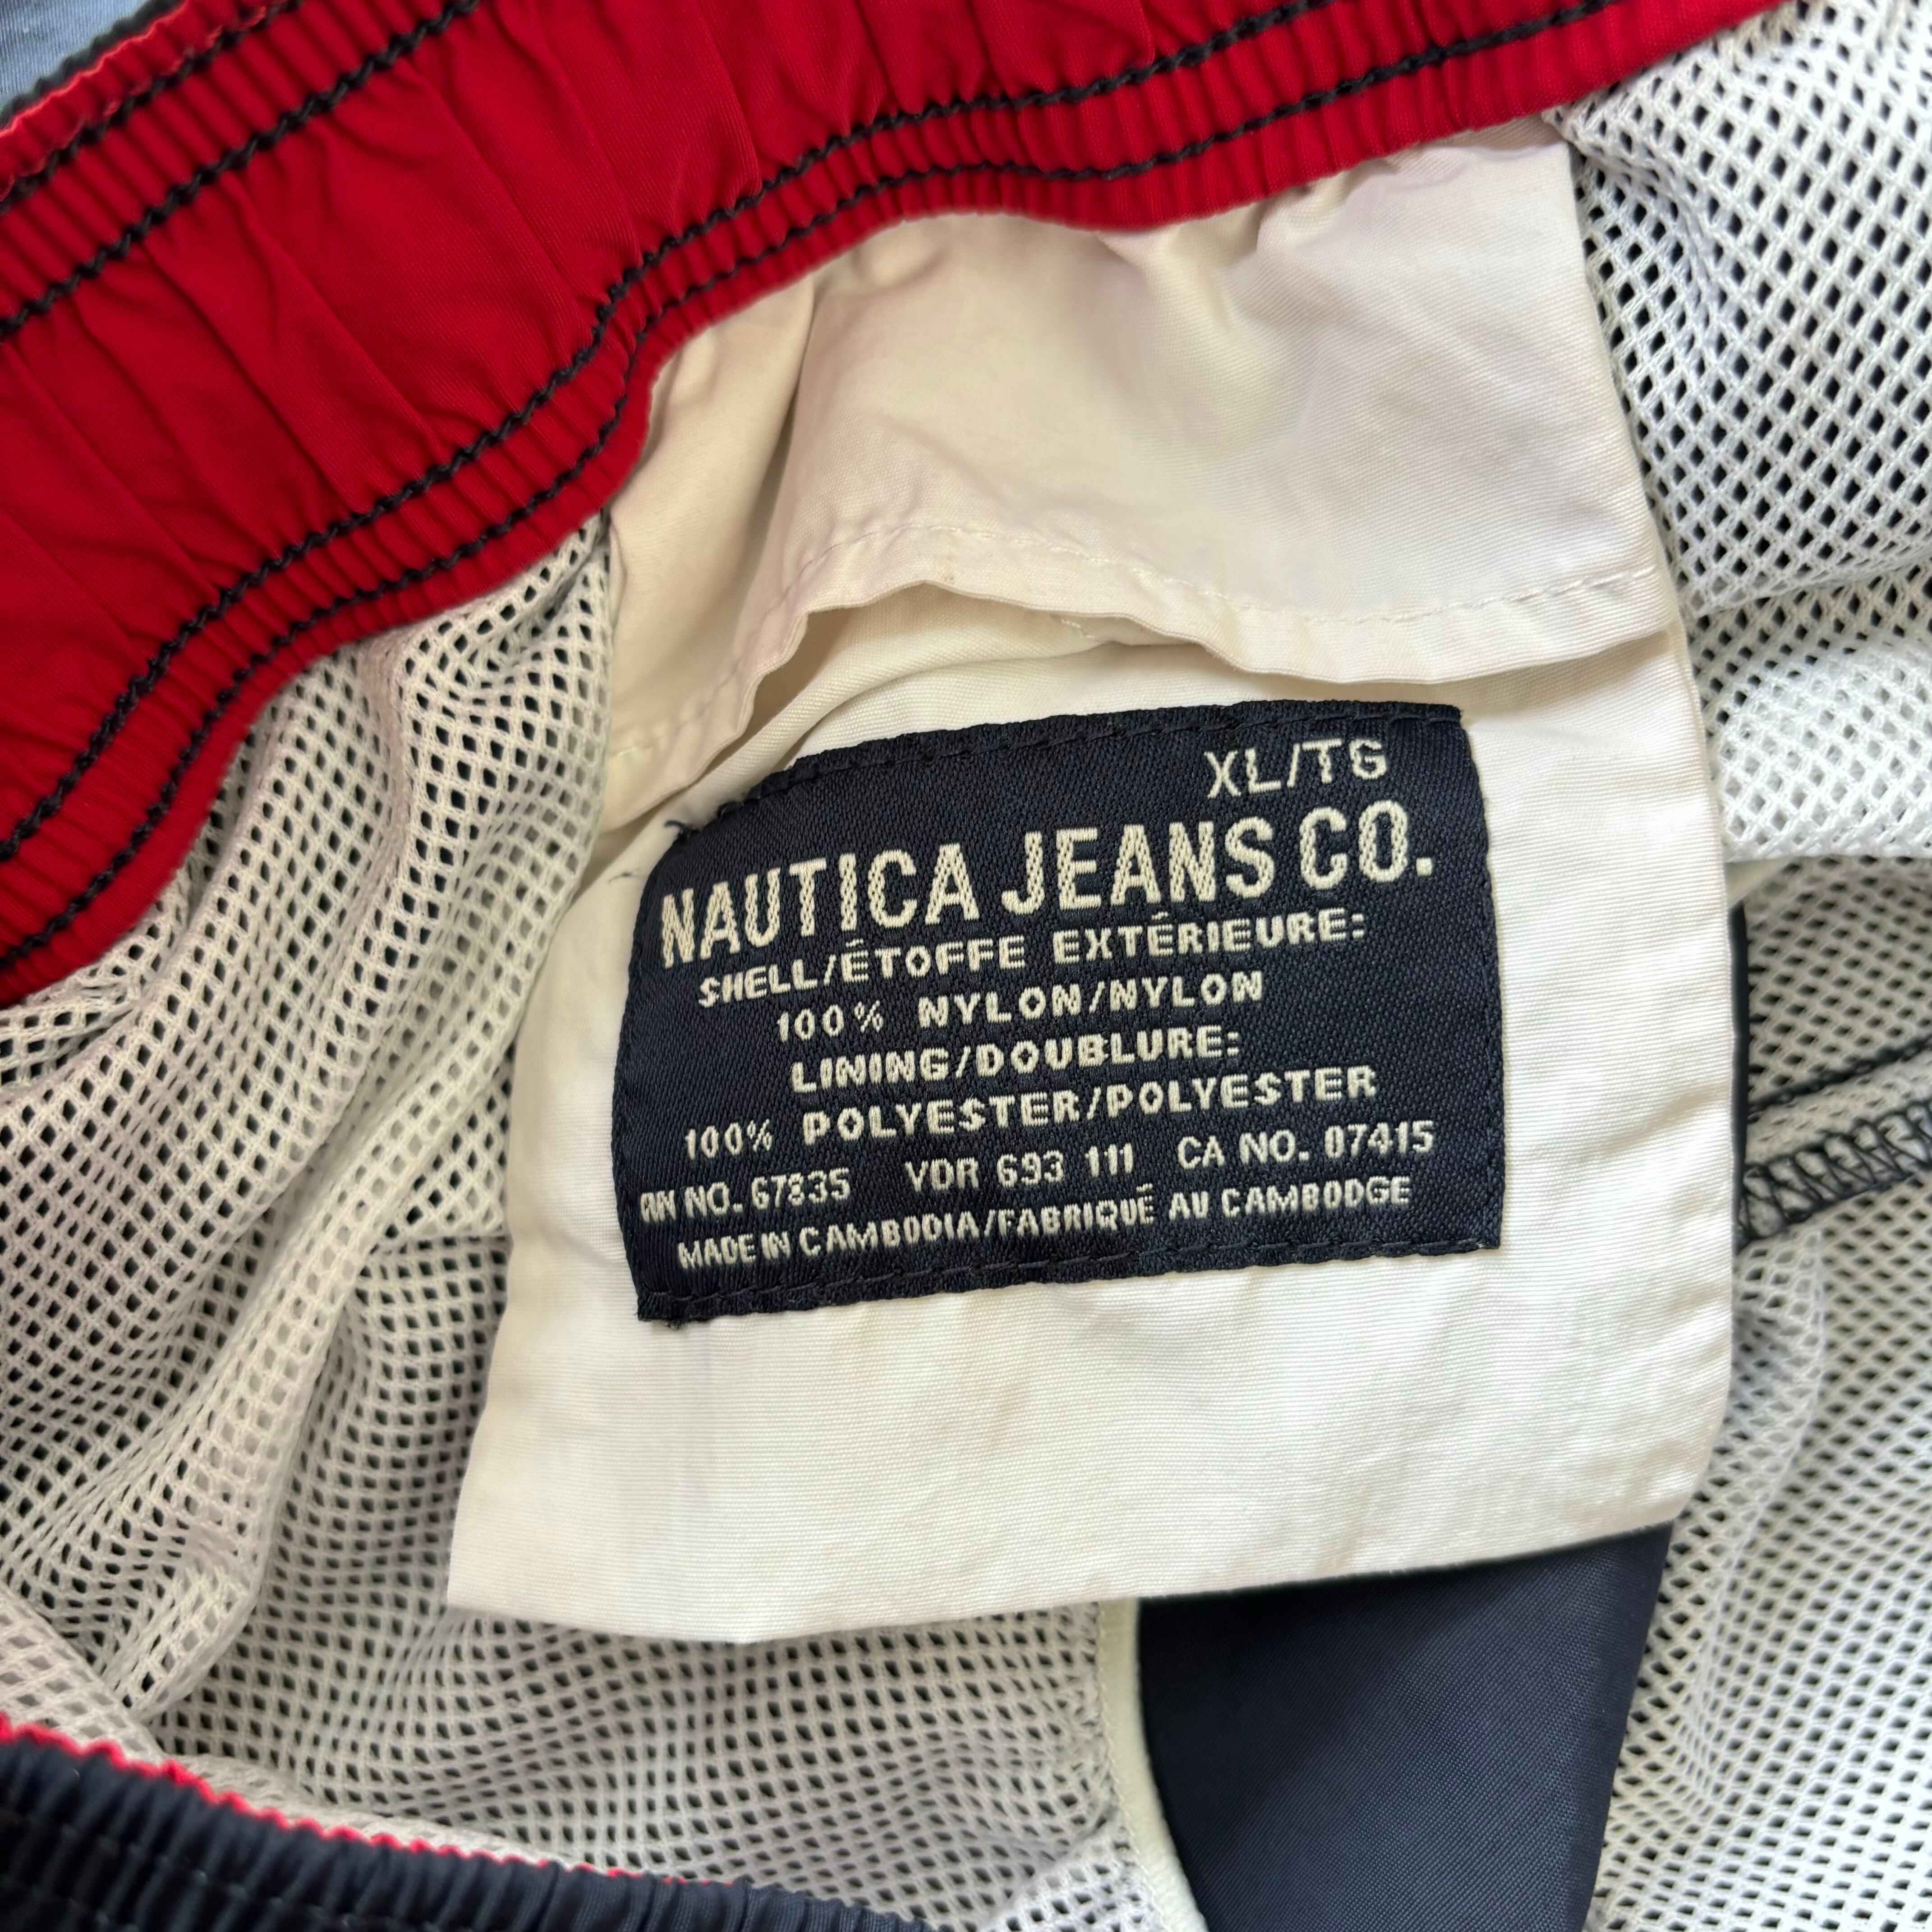 XL/TG
NAUTICA JEANS CO.
SHELL/ÉTOFFE EXTÉRIEURE:
100% NYLON/NYLON
LINING/DOUBLURE:
100% POLYESTER/POLYESTER
RN NO. 67835 VDR 693 111 CA NO. 07415
MADE IN CAMBODIA/FABRIQUÉ AU CAMBODGE